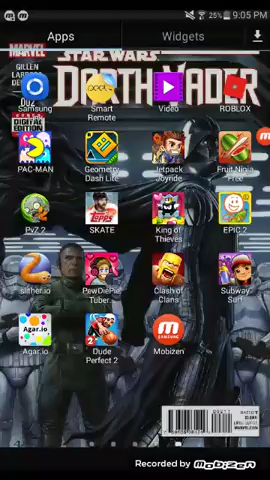 25% 9:05 PM
Apps Widgets
MARVEL
STAR WARS
DARTH VADER
GILLEN
LARROCA
002
DIGITAL
EDITION
Samsung
Smart
Remote
Video
ROBLOX
PAC-MAN
Geometry
Dash Lite
Jetpack
Joyride
Fruit Ninja
Free
PvZ 2
TOPPS
SKATE
King of
Thieves
EPIC 2
slither.io
PewDiePie:
Tuber..
Clash of
Clans
Subway
Surf
Agar.io
Agar.io
Dude
Perfect 2
SAMSUNG
Mobizen
Recorded by Mobizen